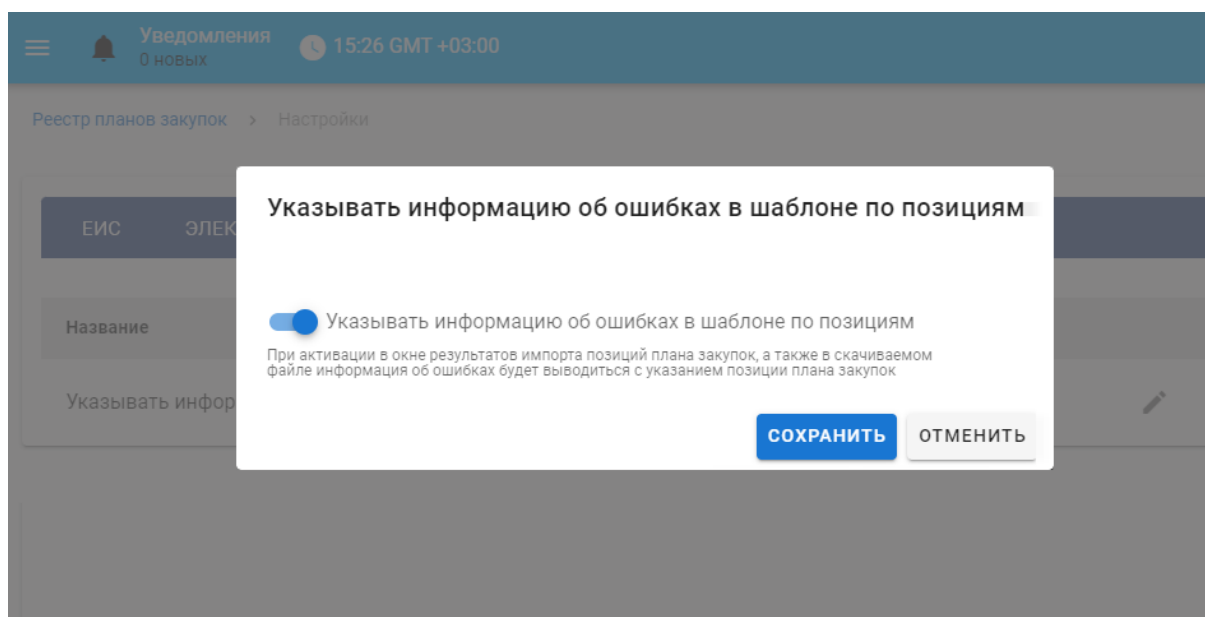 Уведомления
0 новых
15:26 GMT +03:00
Реестр планов закупок > Настройки
Указывать информацию об ошибках в шаблоне по позициям
ЕИС ЭЛЕК
Название
Указывать информацию об ошибках в шаблоне по позициям
При активации в окне результатов импорта позиций плана закупок, а также в скачиваемом
файле информация об ошибках будет выводиться с указанием позиции плана закупок
Указывать инфор
СОХРАНИТЬ ОТМЕНИТЬ